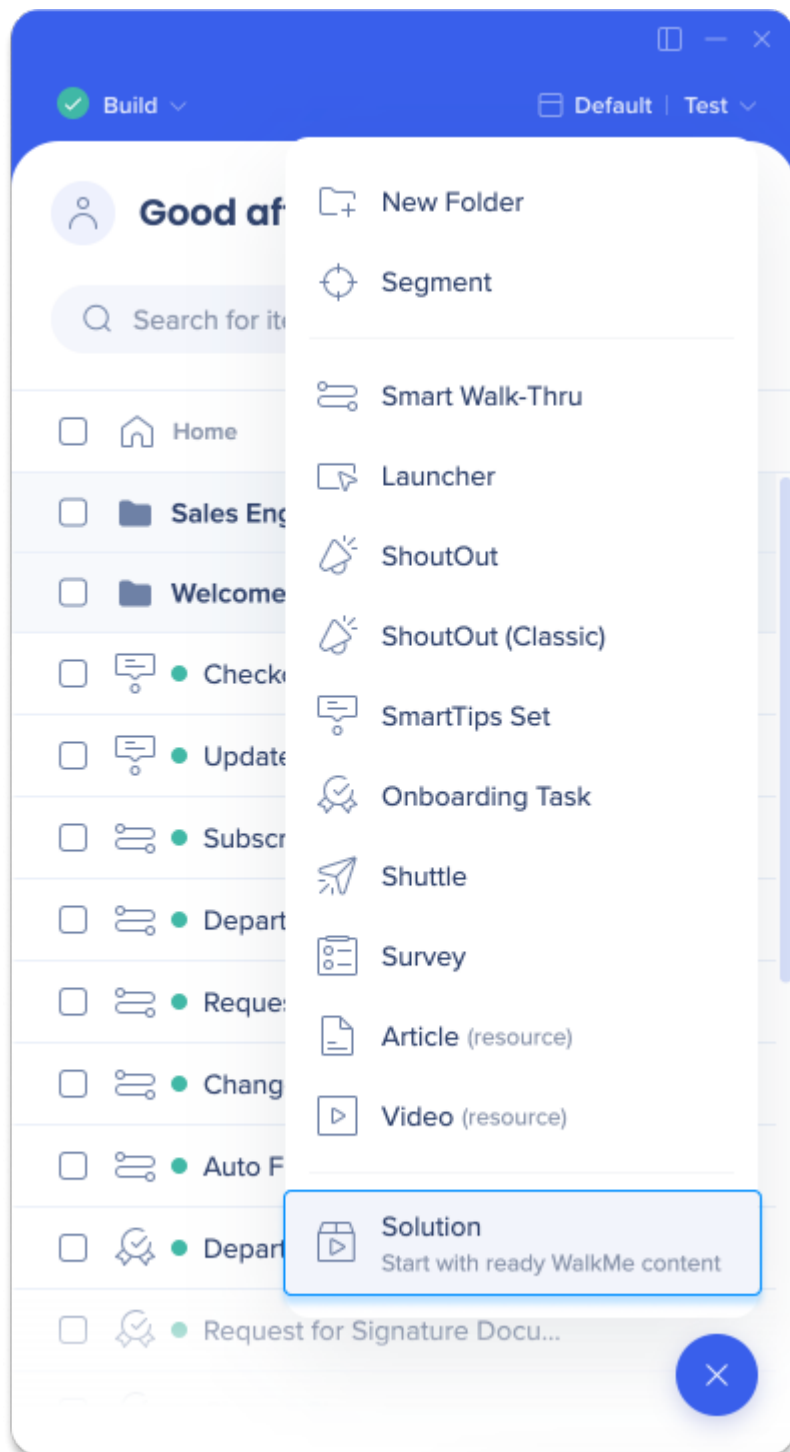 Build
Default | Test
Good af
Search for ite
Home
Sales Eng
Welcome
Checko
Update
Subscr
Depart
Reques
Chang
Auto F
Depart
Request for Signature Docu...
New Folder
Segment
Smart Walk-Thru
Launcher
ShoutOut
ShoutOut (Classic)
SmartTips Set
Onboarding Task
Shuttle
Survey
Article (resource)
Video (resource)
Solution
Start with ready WalkMe content